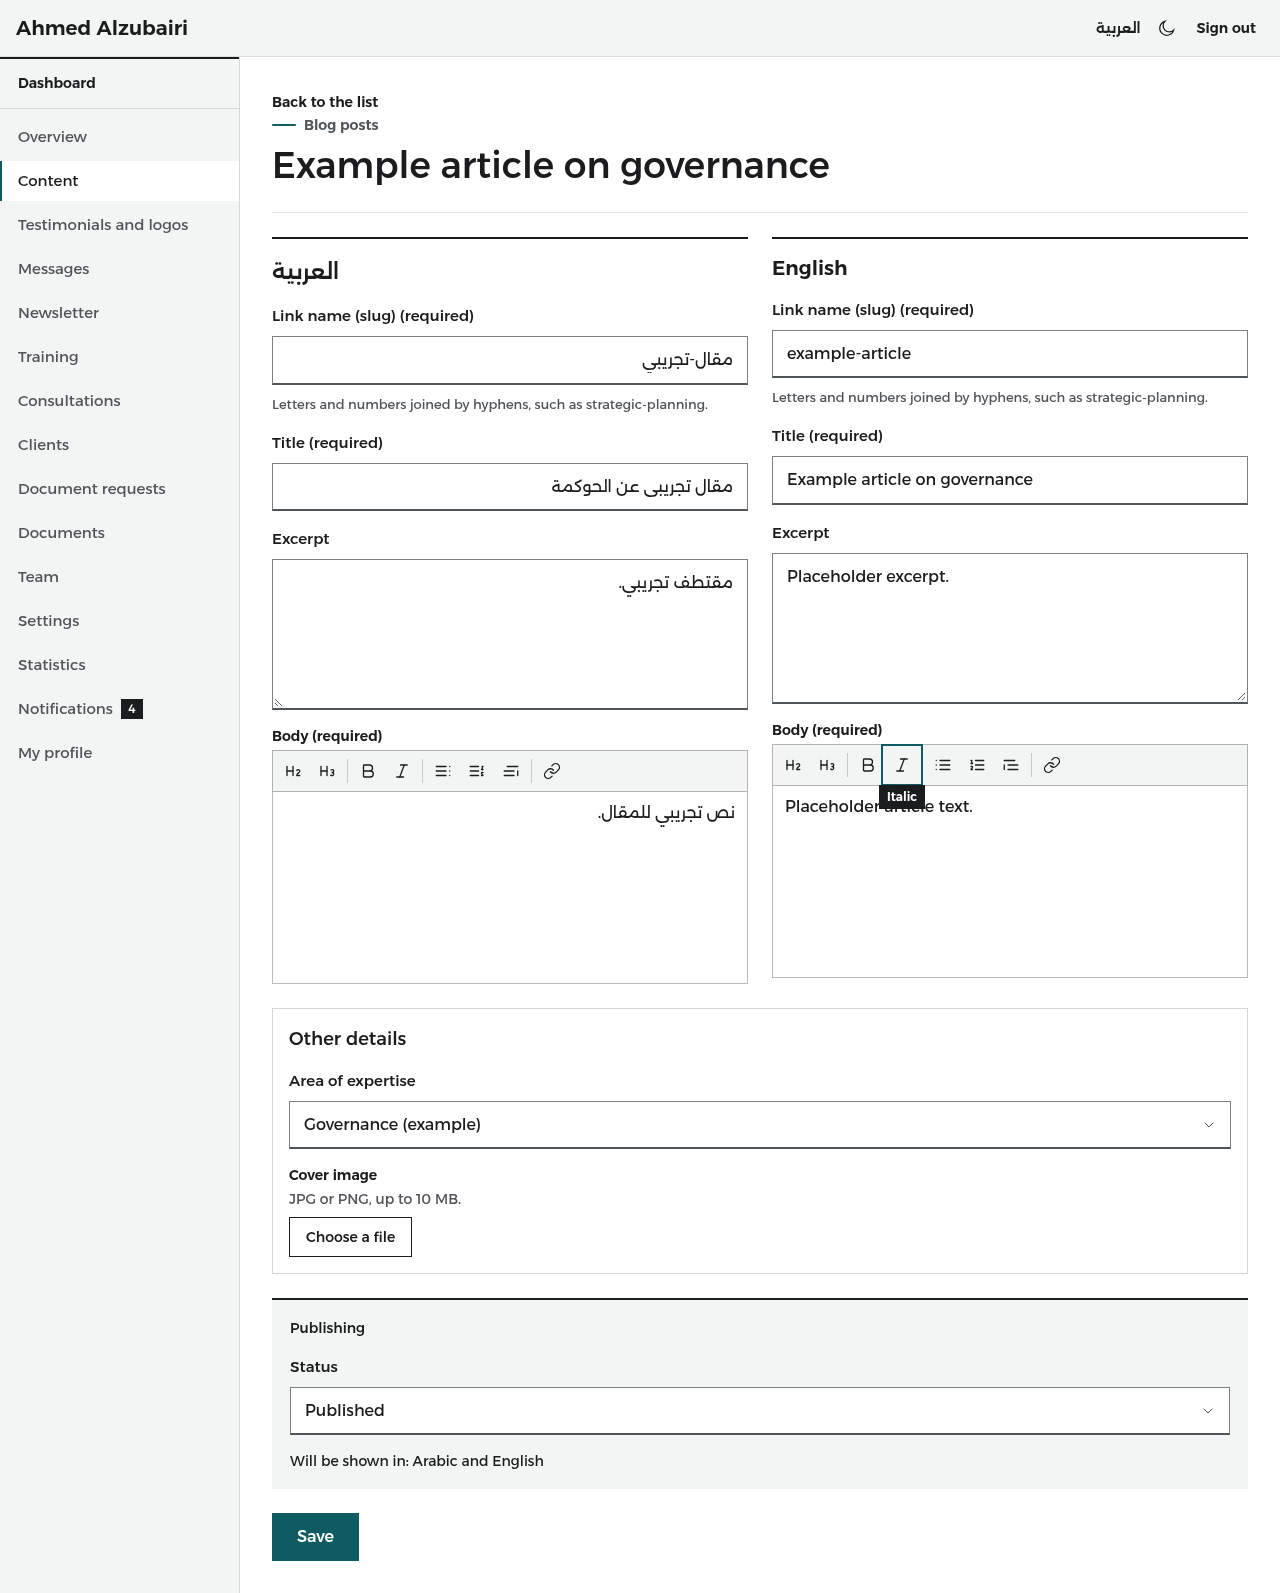 Ahmed Alzubairi
العربية
Sign out
Dashboard
Overview
Content
Testimonials and logos
Messages
Newsletter
Training
Consultations
Clients
Document requests
Documents
Team
Settings
Statistics
Notifications 4
My profile
Back to the list
Blog posts
Example article on governance
العربية
Link name (slug) (required)
مقال-تجريبي
Letters and numbers joined by hyphens, such as strategic-planning.
Title (required)
مقال تجريبي عن الحوكمة
Excerpt
مقتطف تجريبي.
Body (required)
H2 H3 B I
نص تجريبي للمقال.
English
Link name (slug) (required)
example-article
Letters and numbers joined by hyphens, such as strategic-planning.
Title (required)
Example article on governance
Excerpt
Placeholder excerpt.
Body (required)
H2 H3 B I
Italic
Placeholder article text.
Other details
Area of expertise
Governance (example)
Cover image
JPG or PNG, up to 10 MB.
Choose a file
Publishing
Status
Published
Will be shown in: Arabic and English
Save